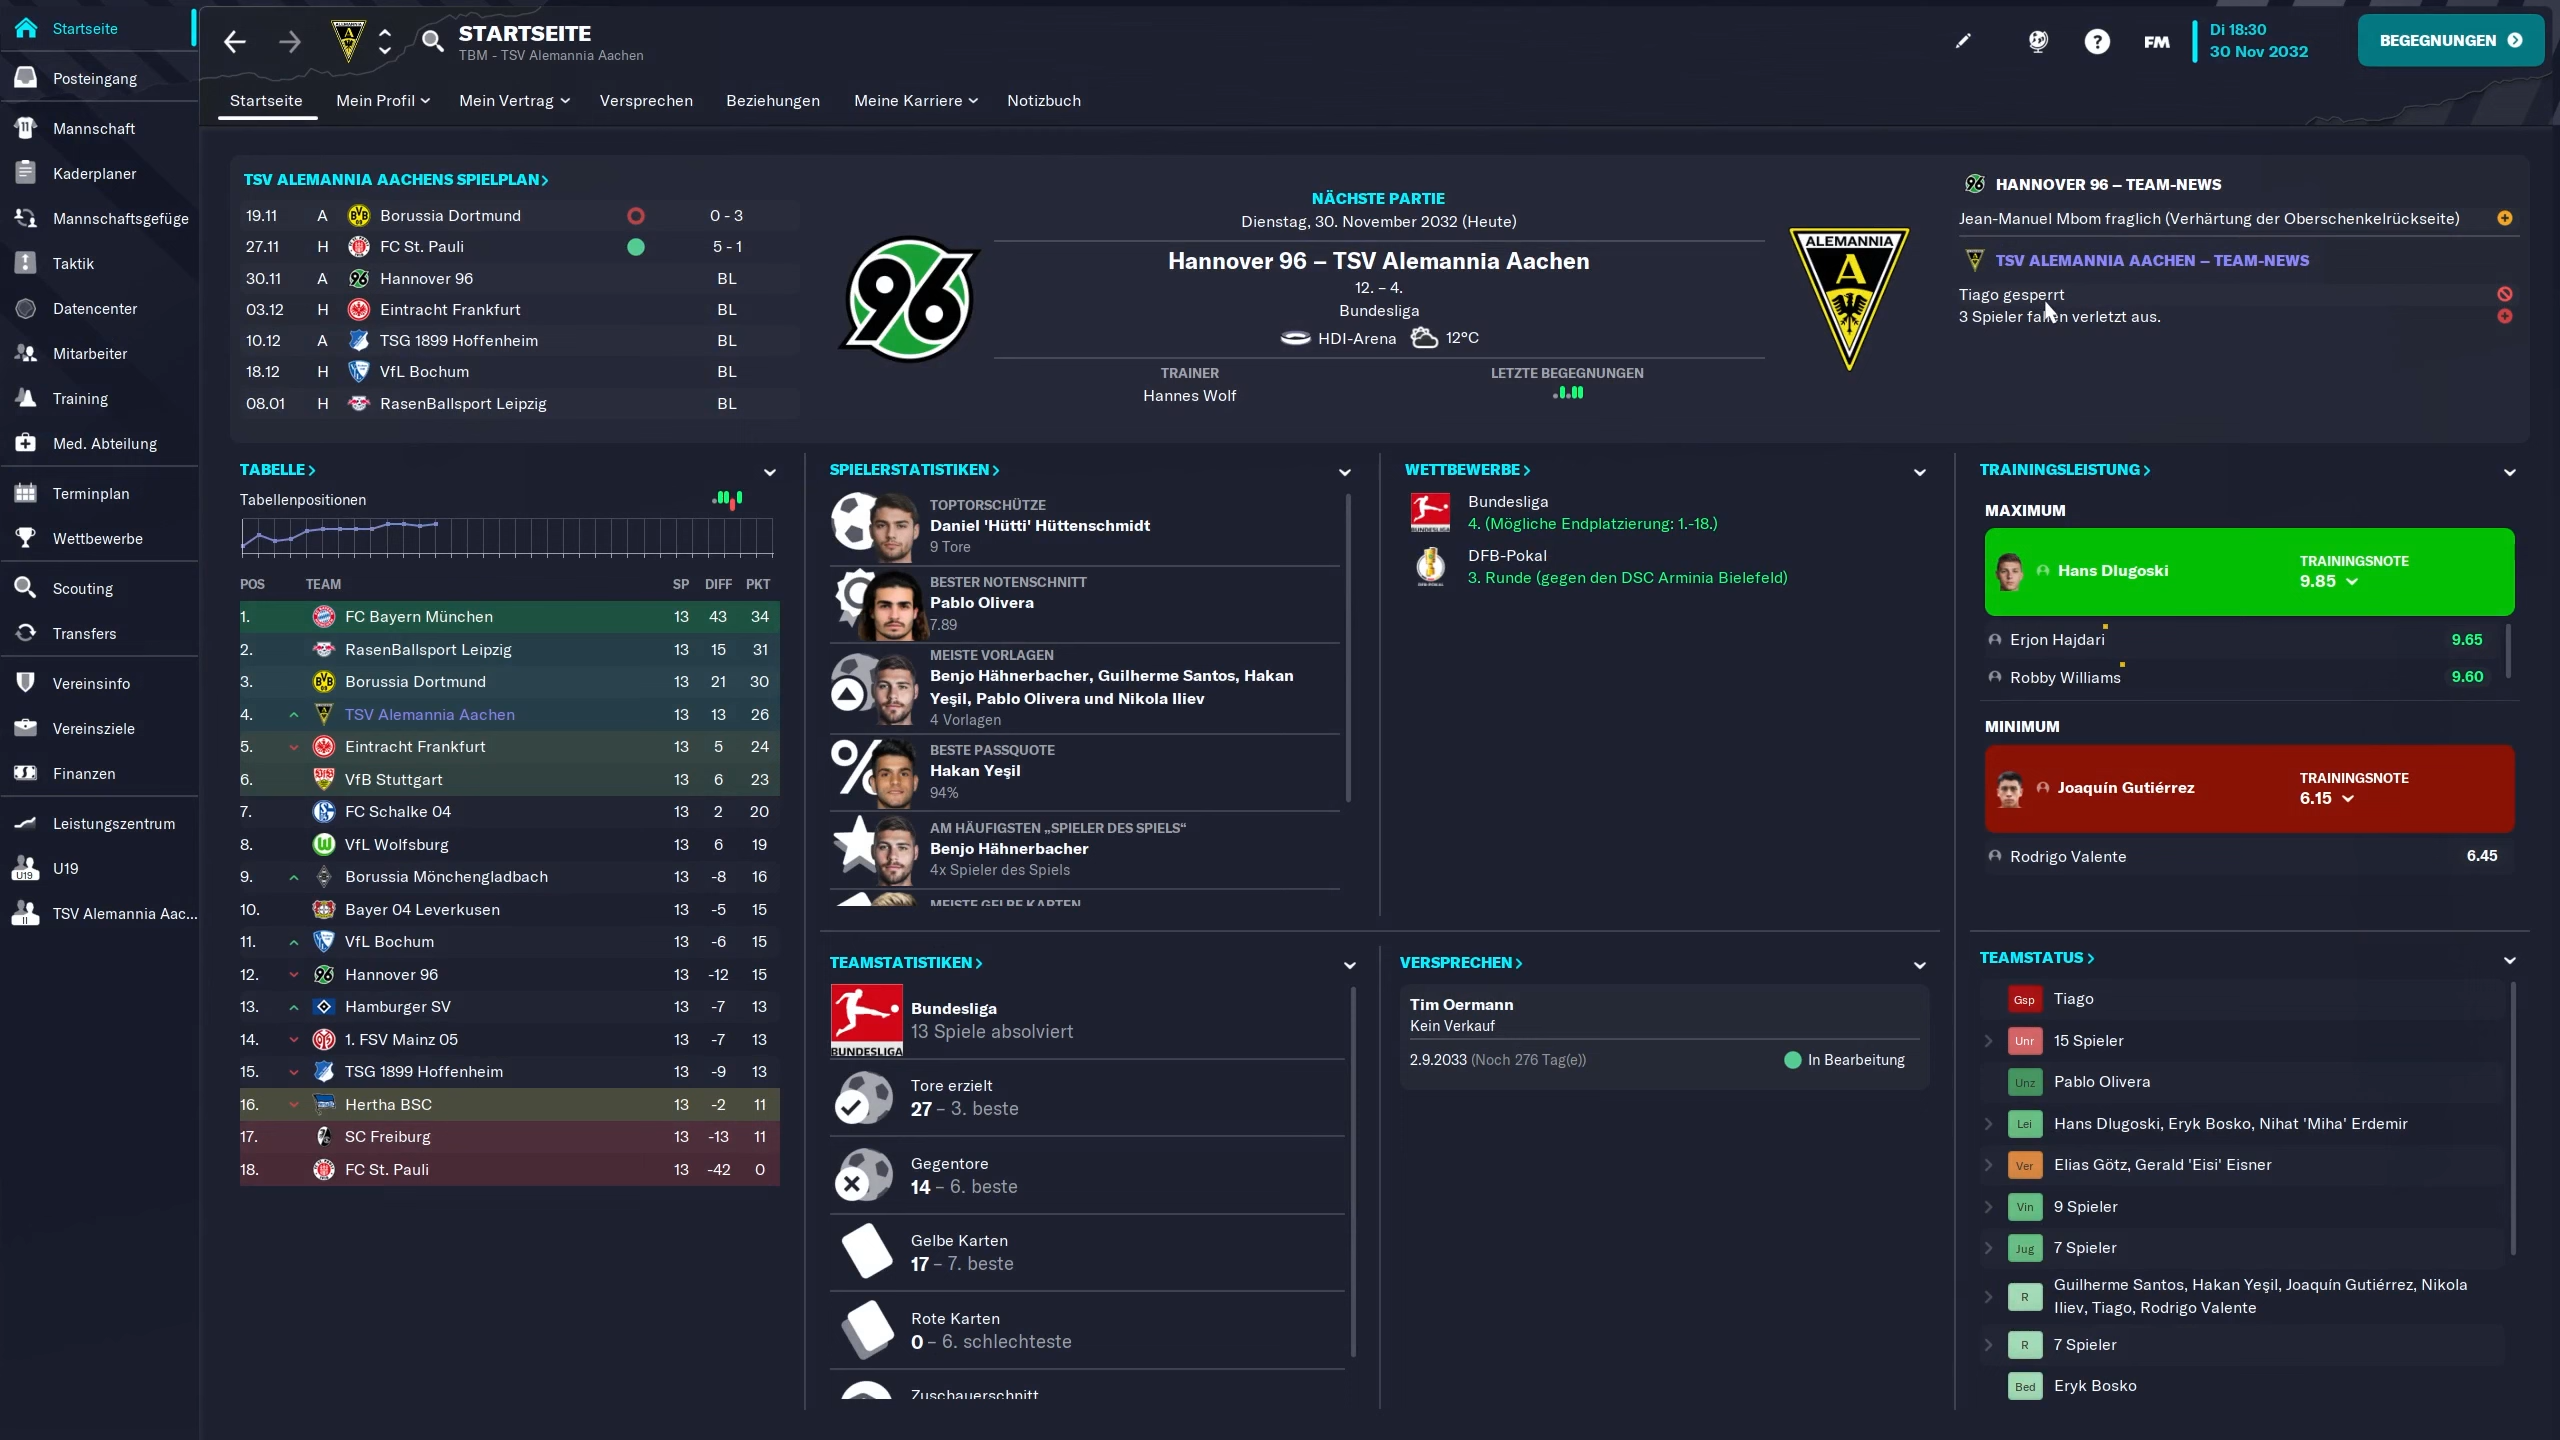 Startseite
Posteingang
Mannschaft
Kaderplaner
Mannschaftsgefüge
Taktik
Datencenter
Mitarbeiter
Training
Med. Abteilung
Terminplan
Wettbewerbe
Scouting
Transfers
Vereinsinfo
Vereinsziele
Finanzen
Leistungszentrum
U19
TSV Alemannia Aac...
STARTSEITE
TBM - TSV Alemannia Aachen
FM
Di 18:30
30 Nov 2032
BEGEGNUNGEN
Startseite Mein Profil Mein Vertrag Versprechen Beziehungen Meine Karriere Notizbuch
TSV ALEMANNIA AACHENS SPIELPLAN
19.11 A Borussia Dortmund 0 - 3
27.11 H FC St. Pauli 5 - 1
30.11 A Hannover 96 BL
03.12 H Eintracht Frankfurt BL
10.12 A TSG 1899 Hoffenheim BL
18.12 H VfL Bochum BL
08.01 H RasenBallsport Leipzig BL
96
NÄCHSTE PARTIE
Dienstag, 30. November 2032 (Heute)
Hannover 96 – TSV Alemannia Aachen
12. – 4.
Bundesliga
HDI-Arena 12°C
TRAINER
Hannes Wolf
LETZTE BEGEGNUNGEN
ALEMANNIA
A
HANNOVER 96 – TEAM-NEWS
Jean-Manuel Mbom fraglich (Verhärtung der Oberschenkelrückseite)
TSV ALEMANNIA AACHEN – TEAM-NEWS
Tiago gesperrt
3 Spieler fallen verletzt aus.
TABELLE
Tabellenpositionen
POS TEAM SP DIFF PKT
1. FC Bayern München 13 43 34
2. RasenBallsport Leipzig 13 15 31
3. Borussia Dortmund 13 21 30
4. TSV Alemannia Aachen 13 13 26
5. Eintracht Frankfurt 13 5 24
6. VfB Stuttgart 13 6 23
7. FC Schalke 04 13 2 20
8. VfL Wolfsburg 13 6 19
9. Borussia Mönchengladbach 13 -8 16
10. Bayer 04 Leverkusen 13 -5 15
11. VfL Bochum 13 -6 15
12. Hannover 96 13 -12 15
13. Hamburger SV 13 -7 13
14. 1. FSV Mainz 05 13 -7 13
15. TSG 1899 Hoffenheim 13 -9 13
16. Hertha BSC 13 -2 11
17. SC Freiburg 13 -13 11
18. FC St. Pauli 13 -42 0
SPIELERSTATISTIKEN
TOPTORSCHÜTZE
Daniel 'Hütti' Hüttenschmidt
9 Tore
BESTER NOTENSCHNITT
Pablo Olivera
7.89
MEISTE VORLAGEN
Benjo Hähnerbacher, Guilherme Santos, Hakan
Yeşil, Pablo Olivera und Nikola Iliev
4 Vorlagen
BESTE PASSQUOTE
Hakan Yeşil
94%
AM HÄUFIGSTEN „SPIELER DES SPIELS“
Benjo Hähnerbacher
4x Spieler des Spiels
MEISTE GELBE KARTEN
WETTBEWERBE
Bundesliga
4. (Mögliche Endplatzierung: 1.-18.)
DFB-Pokal
3. Runde (gegen den DSC Arminia Bielefeld)
TRAININGSLEISTUNG
MAXIMUM
Hans Dlugoski
TRAININGSNOTE
9.85
Erjon Hajdari 9.65
Robby Williams 9.60
MINIMUM
Joaquín Gutiérrez
TRAININGSNOTE
6.15
Rodrigo Valente 6.45
TEAMSTATISTIKEN
BUNDESLIGA
Bundesliga
13 Spiele absolviert
Tore erzielt
27 – 3. beste
Gegentore
14 – 6. beste
Gelbe Karten
17 – 7. beste
Rote Karten
0 – 6. schlechteste
Zuschauerschnitt
VERSPRECHEN
Tim Oermann
Kein Verkauf
2.9.2033 (Noch 276 Tag(e)) In Bearbeitung
TEAMSTATUS
Gsp Tiago
Unr 15 Spieler
Unz Pablo Olivera
Lei Hans Dlugoski, Eryk Bosko, Nihat 'Miha' Erdemir
Ver Elias Götz, Gerald 'Eisi' Eisner
Vin 9 Spieler
Jug 7 Spieler
R Guilherme Santos, Hakan Yeşil, Joaquín Gutiérrez, Nikola
Iliev, Tiago, Rodrigo Valente
R 7 Spieler
Bed Eryk Bosko